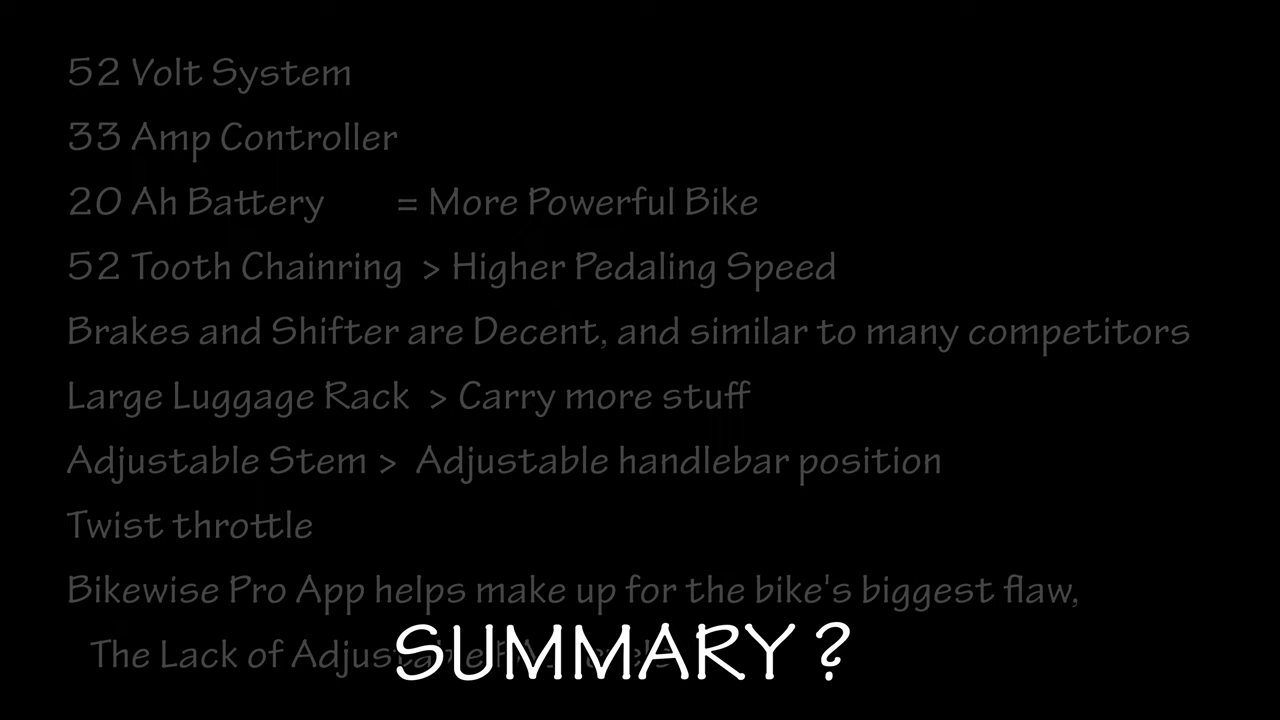 52 Volt System
33 Amp Controller
20 Ah Battery = More Powerful Bike
52 Tooth Chainring > Higher Pedaling Speed
Brakes and Shifter are Decent, and similar to many competitors
Large Luggage Rack > Carry more stuff
Adjustable Stem > Adjustable handlebar position
Twist throttle
Bikewise Pro App helps make up for the bike's biggest flaw,
The Lack of Adjustable
SUMMARY ?